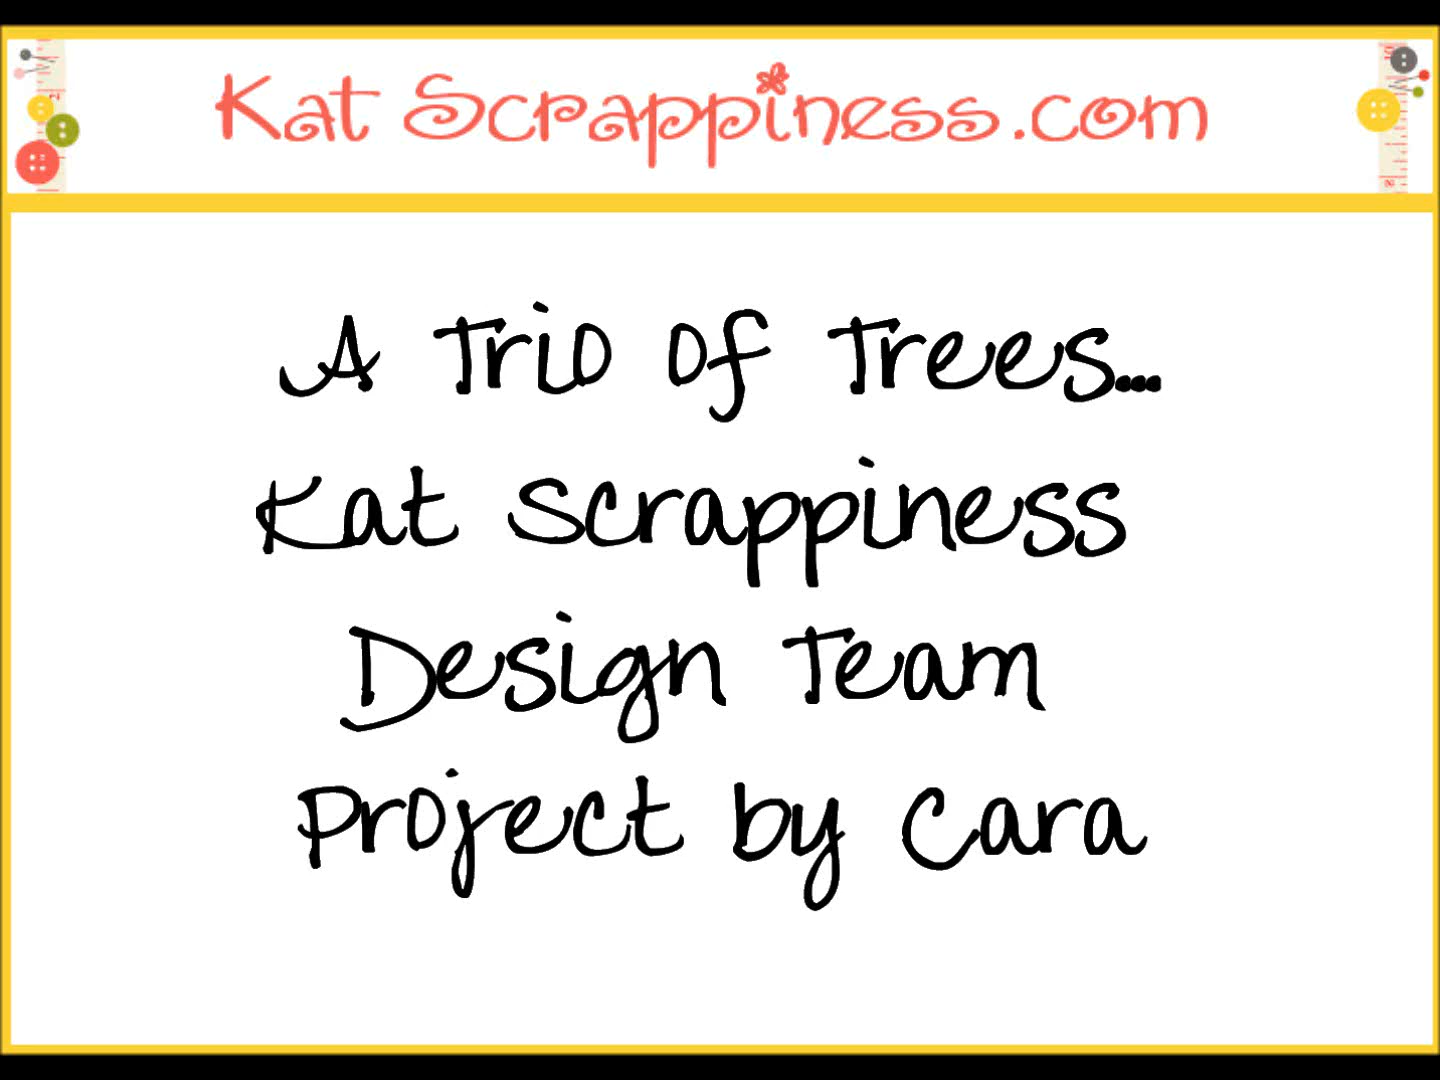 Kat Scrappiness.com
A Trio of Trees...
Kat Scrappiness
Design Team
Project by Cara